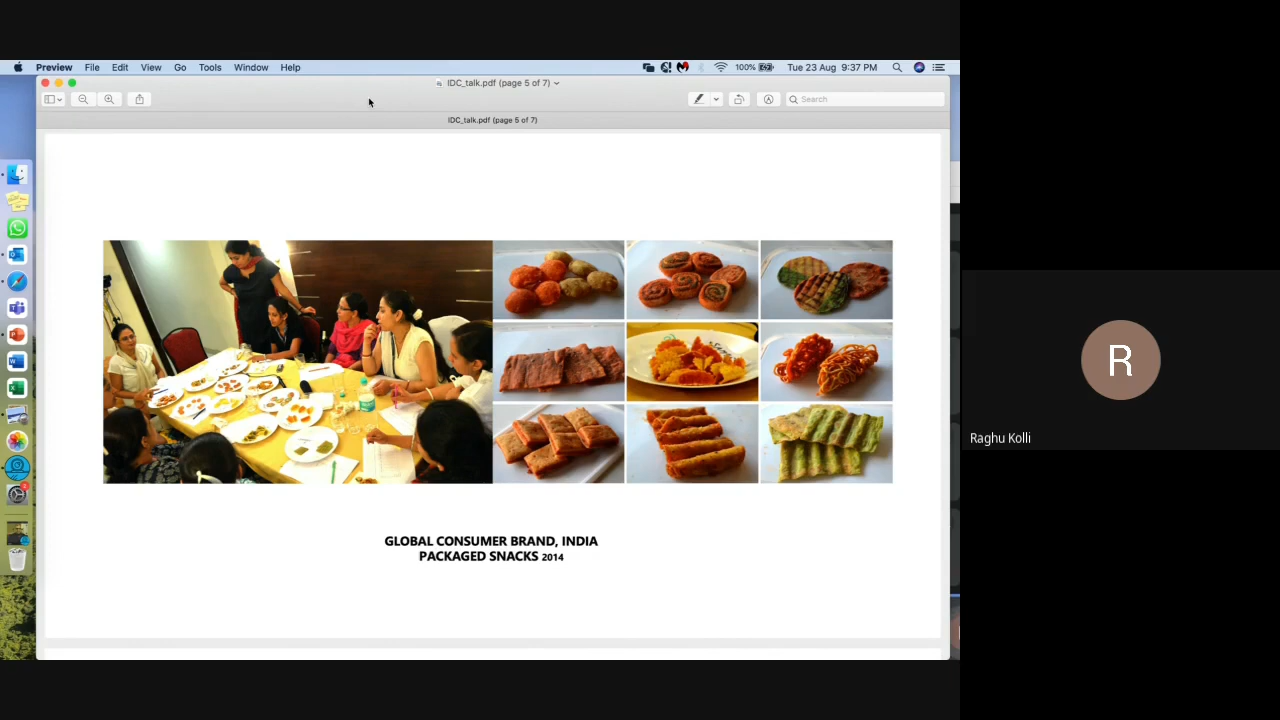 Preview File Edit View Go Tools Window Help 100% Tue 23 Aug 9:37 PM
IDC_talk.pdf (page 5 of 7)
Search
IDC_talk.pdf (page 5 of 7)
GLOBAL CONSUMER BRAND, INDIA
PACKAGED SNACKS 2014
R
Raghu Kolli